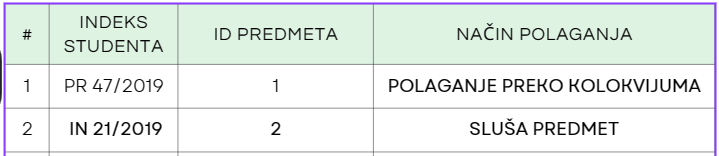 # INDEKS STUDENTA ID PREDMETA NAČIN POLAGANJA
1 PR 47/2019 1 POLAGANJE PREKO KOLOKVIJUMA
2 IN 21/2019 2 SLUŠA PREDMET